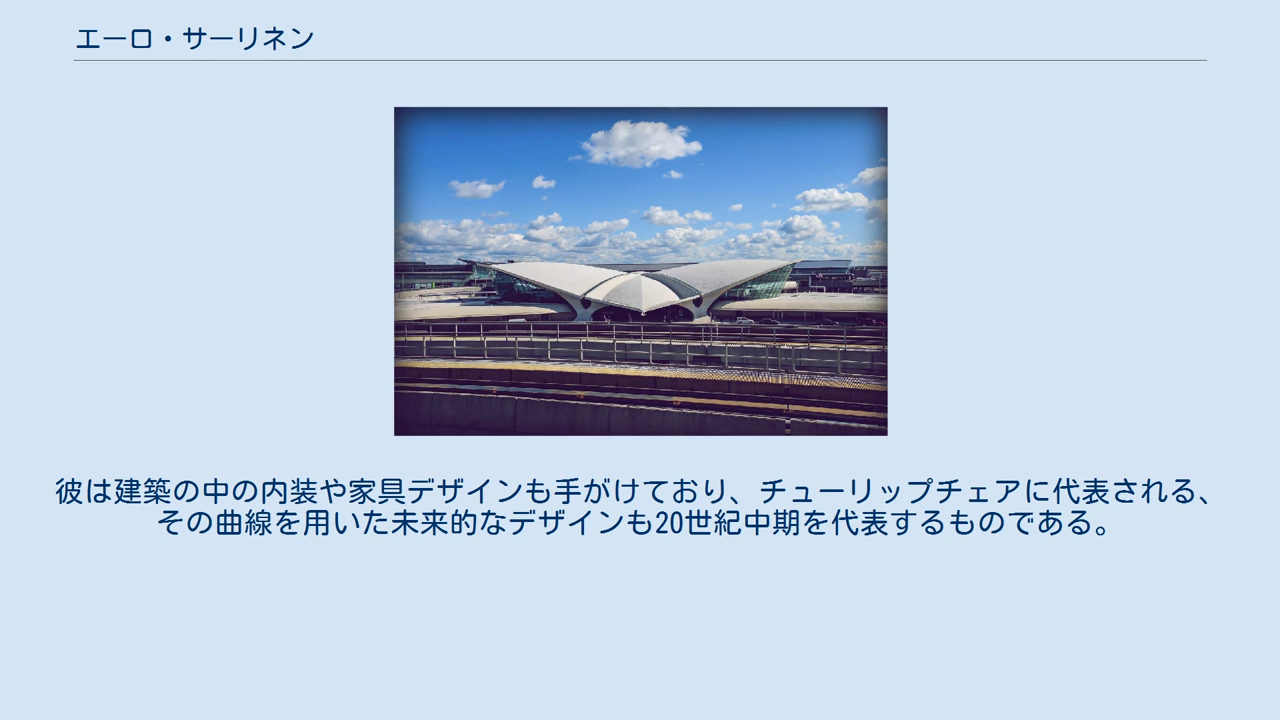 エーロ・サーリネン
彼は建築の中の内装や家具デザインも手がけており、チューリップチェアに代表される、
その曲線を用いた未来的なデザインも20世紀中期を代表するものである。